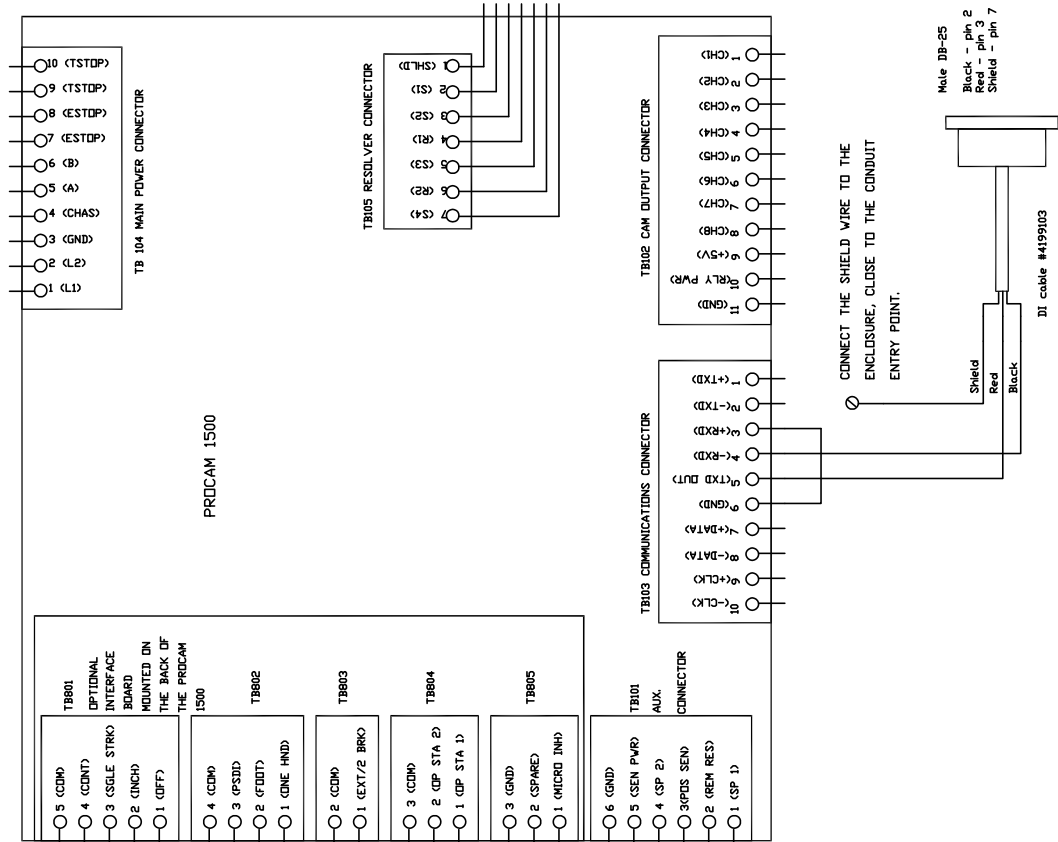 10 (TSTOP)
9 (TSTOP)
8 (ESTOP)
7 (ESTOP)
6 (B)
5 (A)
4 (CHAS)
3 (GND)
2 (L2)
1 (L1)
TB 104 MAIN POWER CONNECTOR
TB105 RESOLVER CONNECTOR
1 (SHLD)
2 (S1)
3 (S2)
4 (R1)
5 (S3)
6 (R2)
7 (S4)
TB102 CAM OUTPUT CONNECTOR
1 (CH1)
2 (CH2)
3 (CH3)
4 (CH4)
5 (CH5)
6 (CH6)
7 (CH7)
8 (CH8)
9 (+5V)
10 (RLY PWR)
11 (GND)
Male DB-25
Black - pin 2
Red - pin 3
Shield - pin 7
DI cable #4199103
CONNECT THE SHIELD WIRE TO THE
ENCLOSURE, CLOSE TO THE CONDUIT
ENTRY POINT.
Shield
Red
Black
PROCAM 1500
TB103 COMMUNICATIONS CONNECTOR
1 (+TXD)
2 (-TXD)
3 (+RXD)
4 (-RXD)
5 (TXD OUT)
6 (GND)
7 (+DATA)
8 (-DATA)
9 (+CLK)
10 (-CLK)
TB801
OPTIONAL
INTERFACE
BOARD
MOUNTED ON
THE BACK OF
THE PROCAM
1500
5 (COM)
4 (CONT)
3 (SGLE STRK)
2 (INCH)
1 (OFF)
TB802
4 (COM)
3 (PSDI)
2 (FOOT)
1 (ONE HND)
TB803
2 (COM)
1 (EXT/2 BRK)
TB804
3 (COM)
2 (OP STA 2)
1 (OP STA 1)
TB805
3 (GND)
2 (SPARE)
1 (MICRO INH)
TB101
AUX.
CONNECTOR
6 (GND)
5 (SEN PWR)
4 (SP 2)
3(POS SEN)
2 (REM RES)
1 (SP 1)